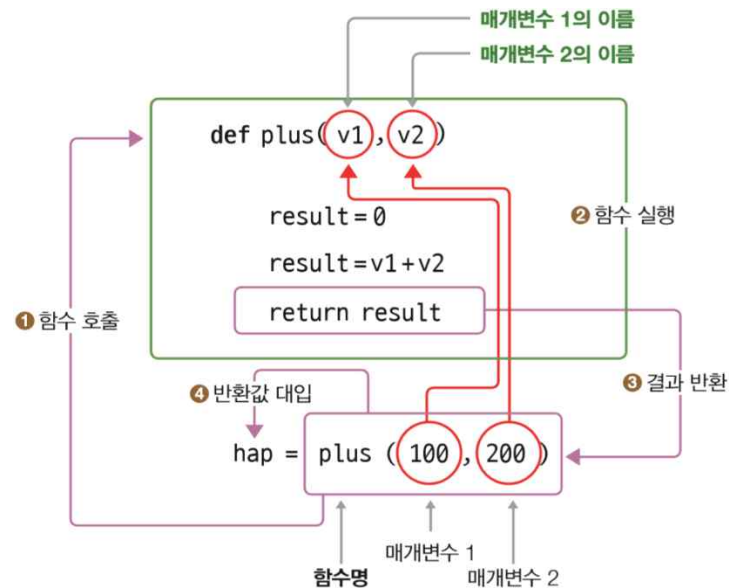 매개변수 1의 이름
매개변수 2의 이름
def plus(v1,v2)
result=0
❷ 함수 실행
result=v1+v2
return result
❶ 함수 호출
❹ 반환값 대입
❸ 결과 반환
hap = plus (100,200)
매개변수 1
함수명
매개변수 2